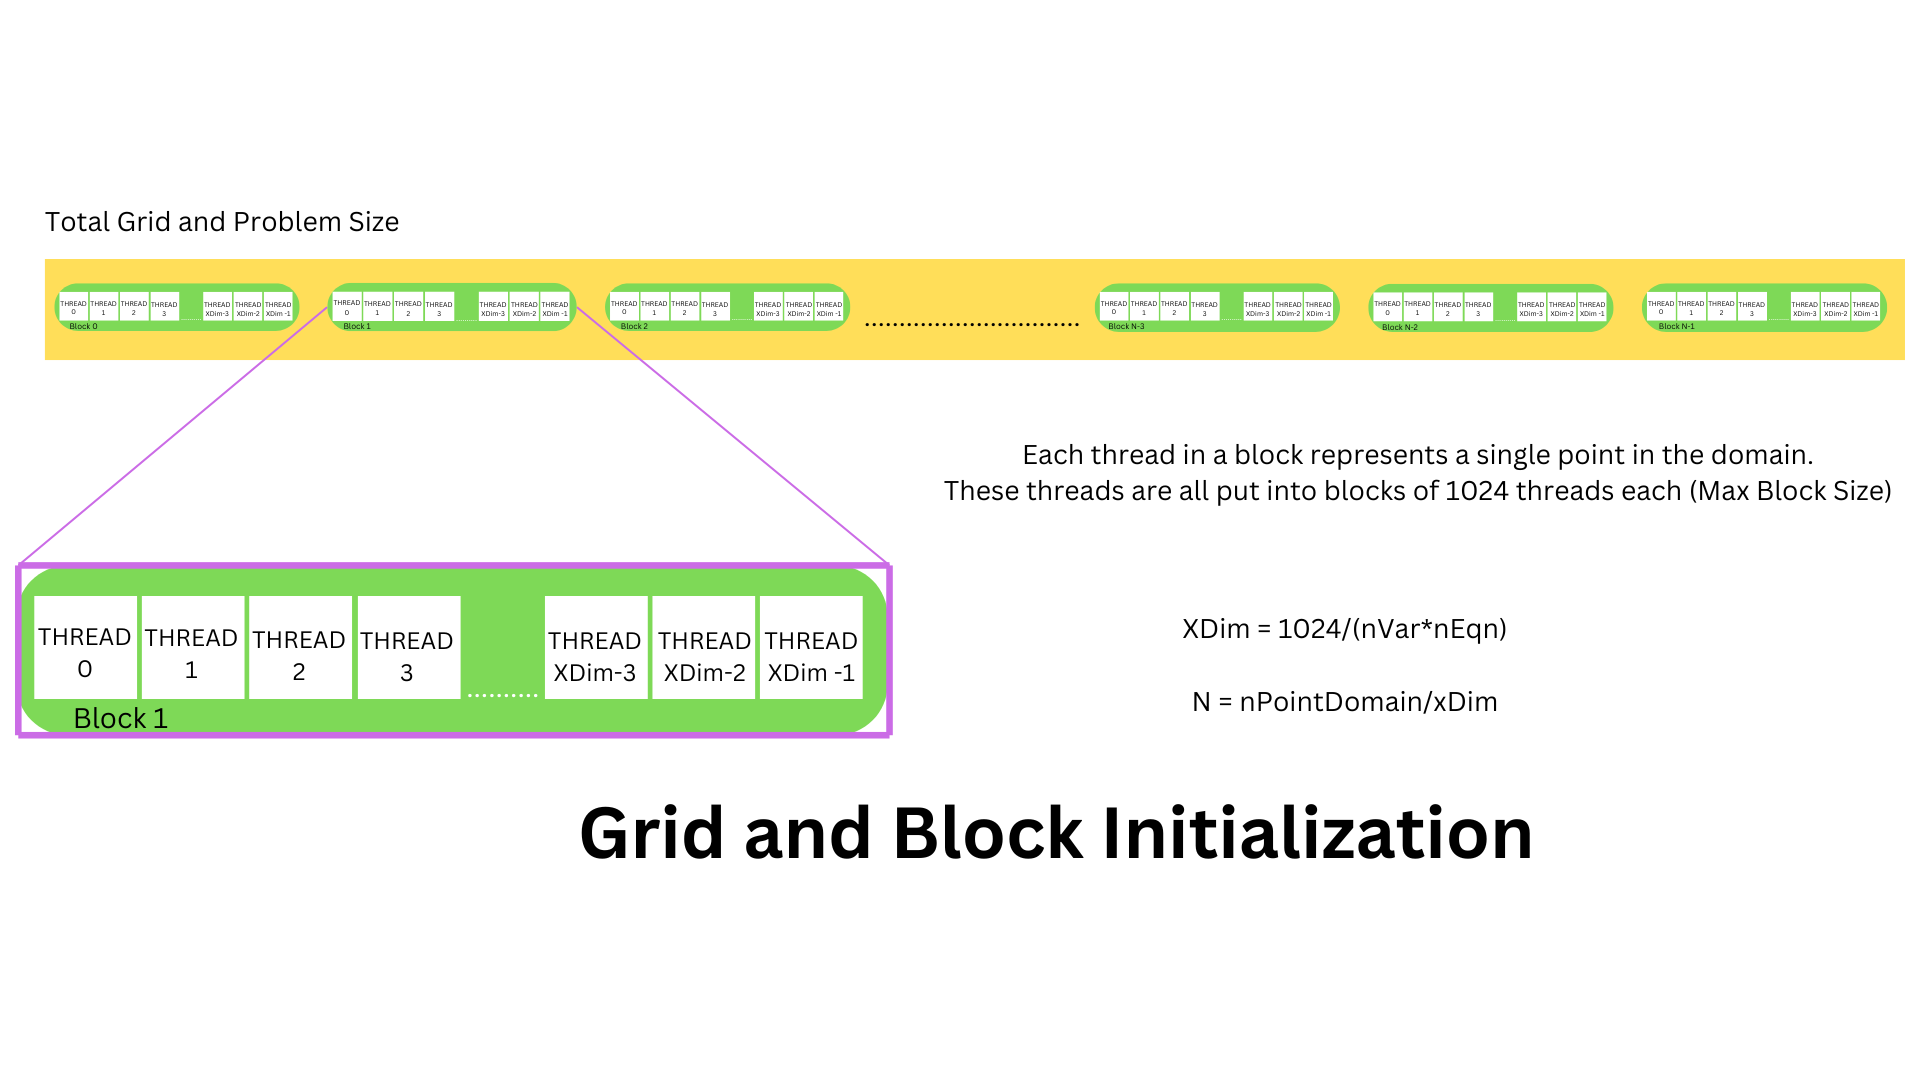 Total Grid and Problem Size
THREAD 0 THREAD 1 THREAD 2 THREAD 3 THREAD XDim-3 THREAD XDim-2 THREAD XDim -1
Block 0
THREAD 0 THREAD 1 THREAD 2 THREAD 3 THREAD XDim-3 THREAD XDim-2 THREAD XDim -1
Block 1
THREAD 0 THREAD 1 THREAD 2 THREAD 3 THREAD XDim-3 THREAD XDim-2 THREAD XDim -1
Block 2
THREAD 0 THREAD 1 THREAD 2 THREAD 3 THREAD XDim-3 THREAD XDim-2 THREAD XDim -1
Block N-3
THREAD 0 THREAD 1 THREAD 2 THREAD 3 THREAD XDim-3 THREAD XDim-2 THREAD XDim -1
Block N-2
THREAD 0 THREAD 1 THREAD 2 THREAD 3 THREAD XDim-3 THREAD XDim-2 THREAD XDim -1
Block N-1
Each thread in a block represents a single point in the domain.
These threads are all put into blocks of 1024 threads each (Max Block Size)
THREAD 0 THREAD 1 THREAD 2 THREAD 3 THREAD XDim-3 THREAD XDim-2 THREAD XDim -1
Block 1
XDim = 1024/(nVar*nEqn)
N = nPointDomain/xDim
Grid and Block Initialization